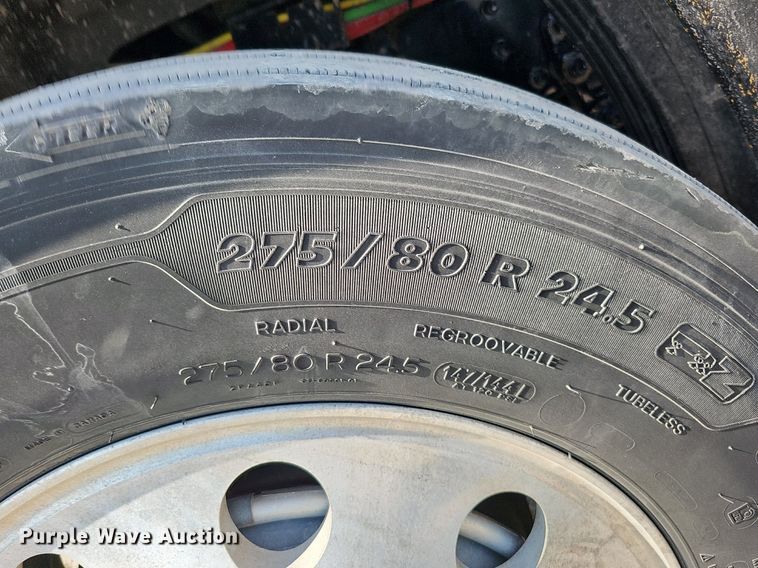 275/80 R 24.5
RADIAL REGROOVABLE
275/80 R 24.5 147/144L
TUBELESS
Purple Wave Auction